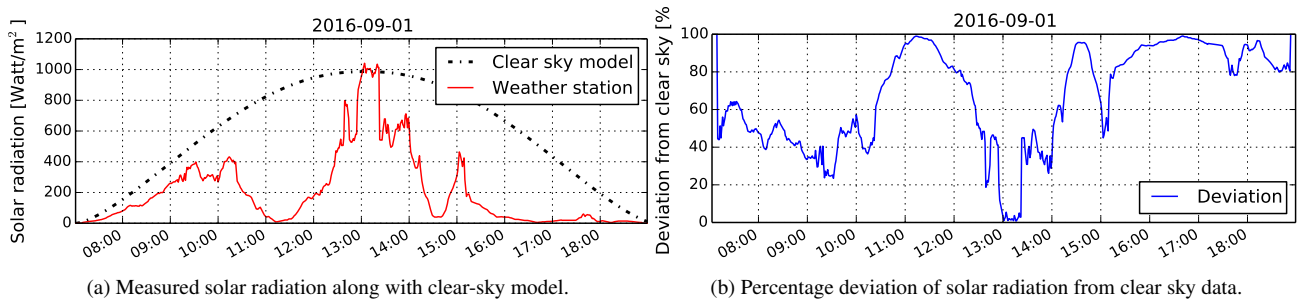 2016-09-01
Solar radiation [Watt/m²]
1200
1000
800
600
400
200
0
Clear sky model
Weather station
08:00 09:00 10:00 11:00 12:00 13:00 14:00 15:00 16:00 17:00 18:00
(a) Measured solar radiation along with clear-sky model.
2016-09-01
Deviation from clear sky [%
100
80
60
40
20
0
Deviation
08:00 09:00 10:00 11:00 12:00 13:00 14:00 15:00 16:00 17:00 18:00
(b) Percentage deviation of solar radiation from clear sky data.